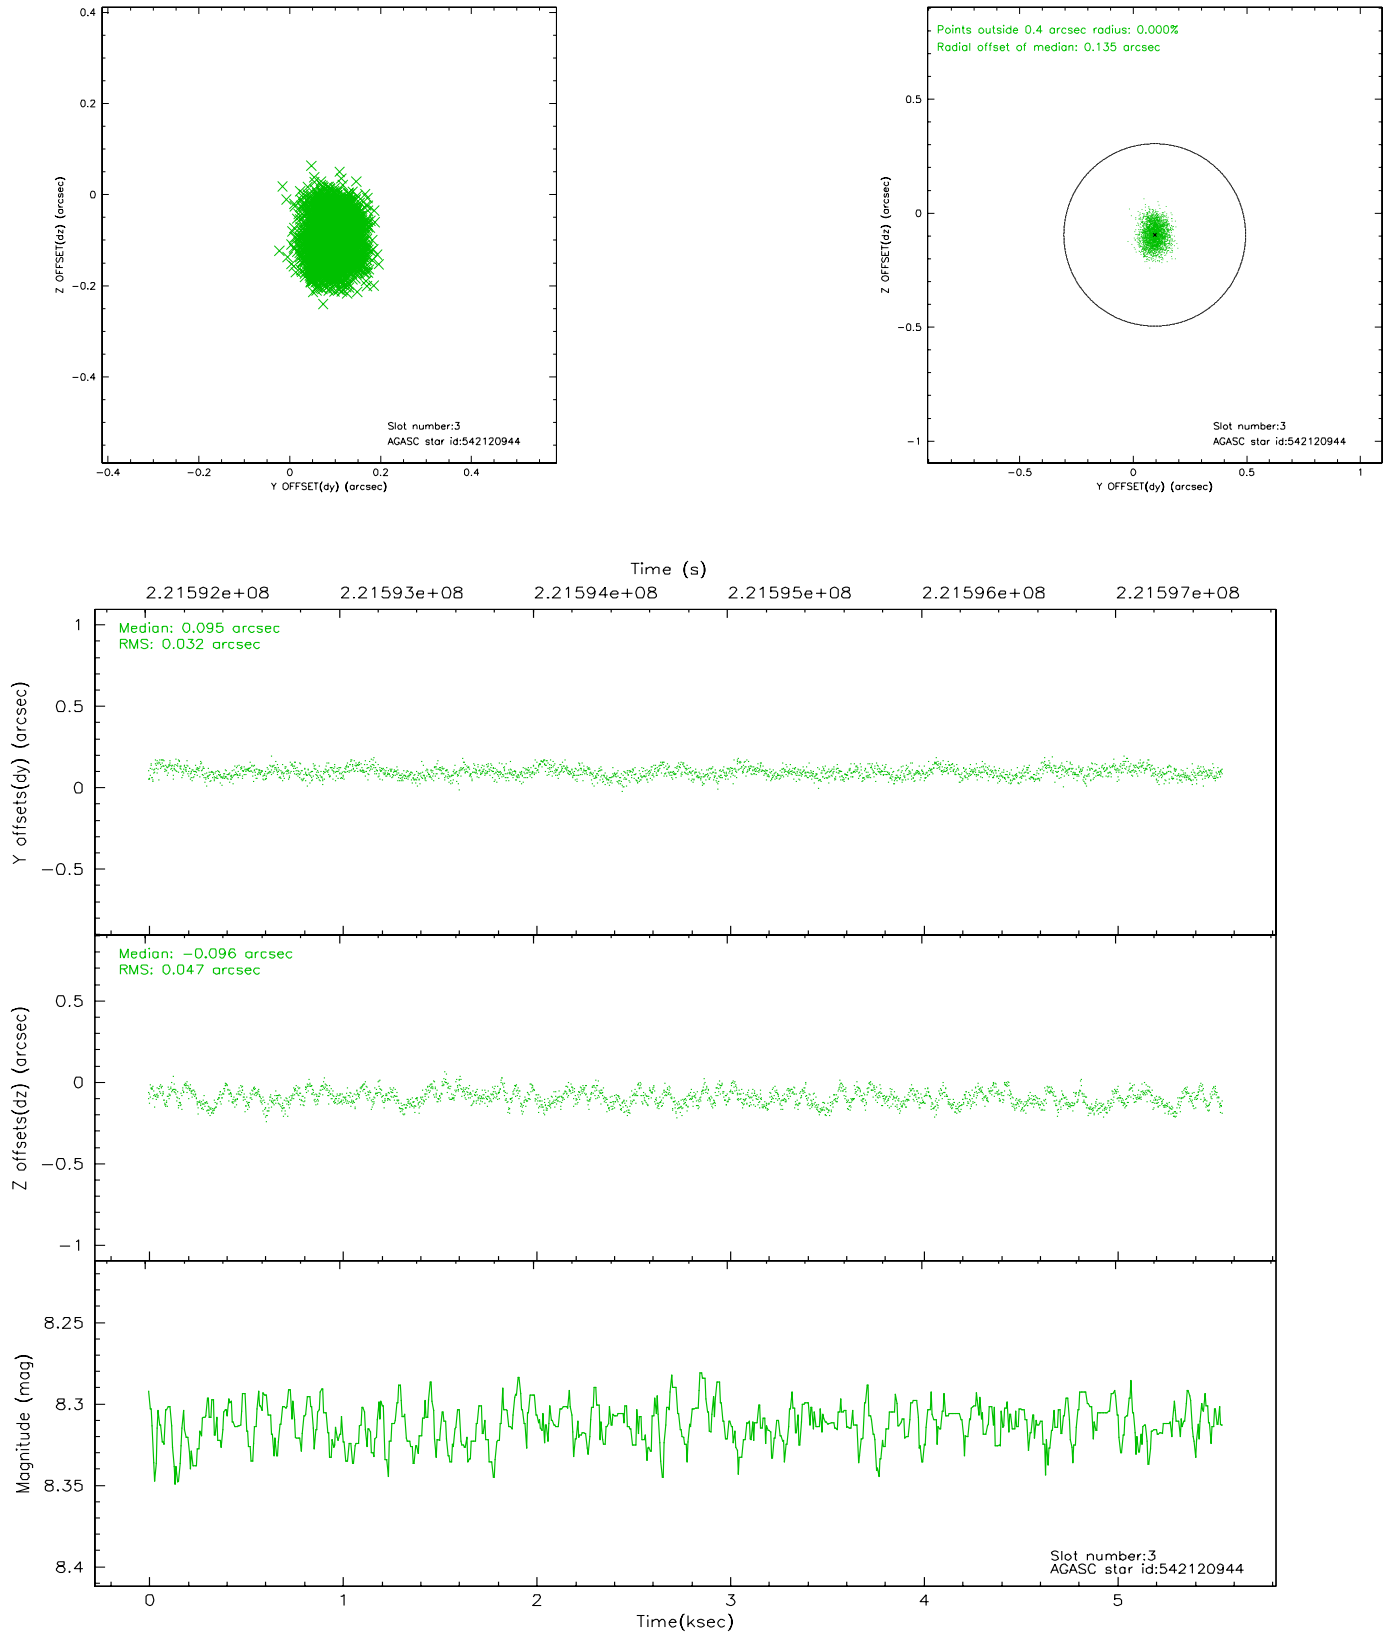 0.4
0.2
0
−0.2
−0.4
Z OFFSET(dz) (arcsec)
Slot number:3
AGASC star id:542120944
−0.4 −0.2 0 0.2 0.4
Y OFFSET(dy) (arcsec)
Points outside 0.4 arcsec radius: 0.000%
Radial offset of median: 0.135 arcsec
0.5
0
−0.5
−1
Z OFFSET(dz) (arcsec)
Slot number:3
AGASC star id:542120944
−0.5 0 0.5 1
Y OFFSET(dy) (arcsec)
Time (s)
2.21592e+08 2.21593e+08 2.21594e+08 2.21595e+08 2.21596e+08 2.21597e+08
Median: 0.095 arcsec
RMS: 0.032 arcsec
1
0.5
0
−0.5
Y offsets(dy) (arcsec)
Median: −0.096 arcsec
RMS: 0.047 arcsec
0.5
0
−0.5
−1
Z offsets(dz) (arcsec)
8.25
8.3
8.35
8.4
Magnitude (mag)
Slot number:3
AGASC star id:542120944
0 1 2 3 4 5
Time(ksec)